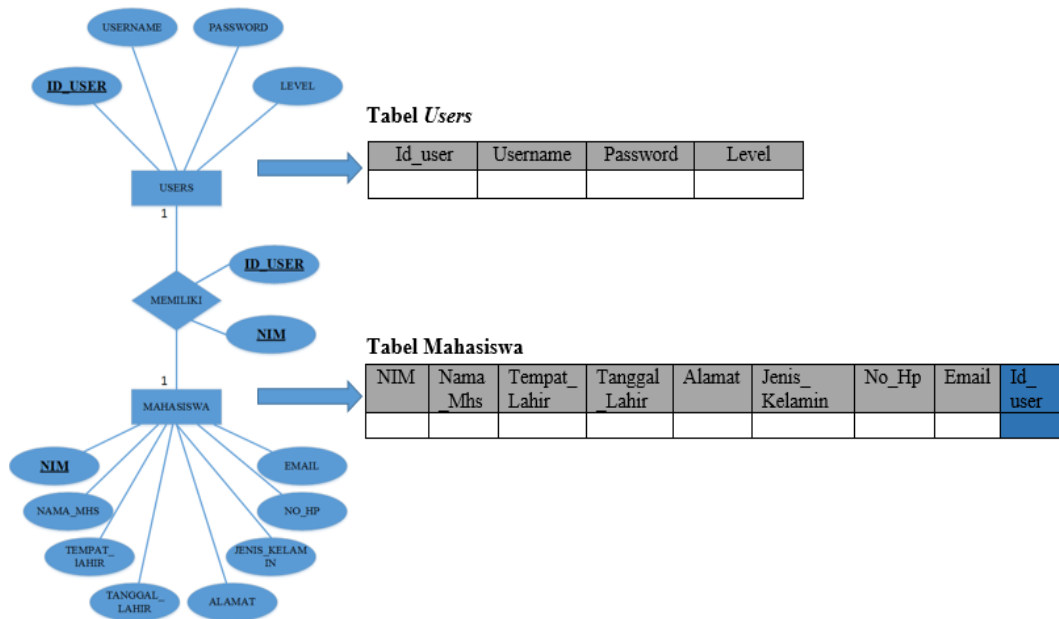 USERNAME
PASSWORD
ID_USER
LEVEL
USERS
1
ID_USER
MEMILIKI
NIM
1
MAHASISWA
NIM
EMAIL
NAMA_MHS
NO_HP
TEMPAT_
lAHIR
JENIS_KELAM
IN
TANGGAL_
LAHIR
ALAMAT
Tabel Users
Id_user Username Password Level
Tabel Mahasiswa
NIM Nama Tempat_ Tanggal Alamat Jenis_ No_Hp Email Id_
_Mhs Lahir _Lahir Kelamin user